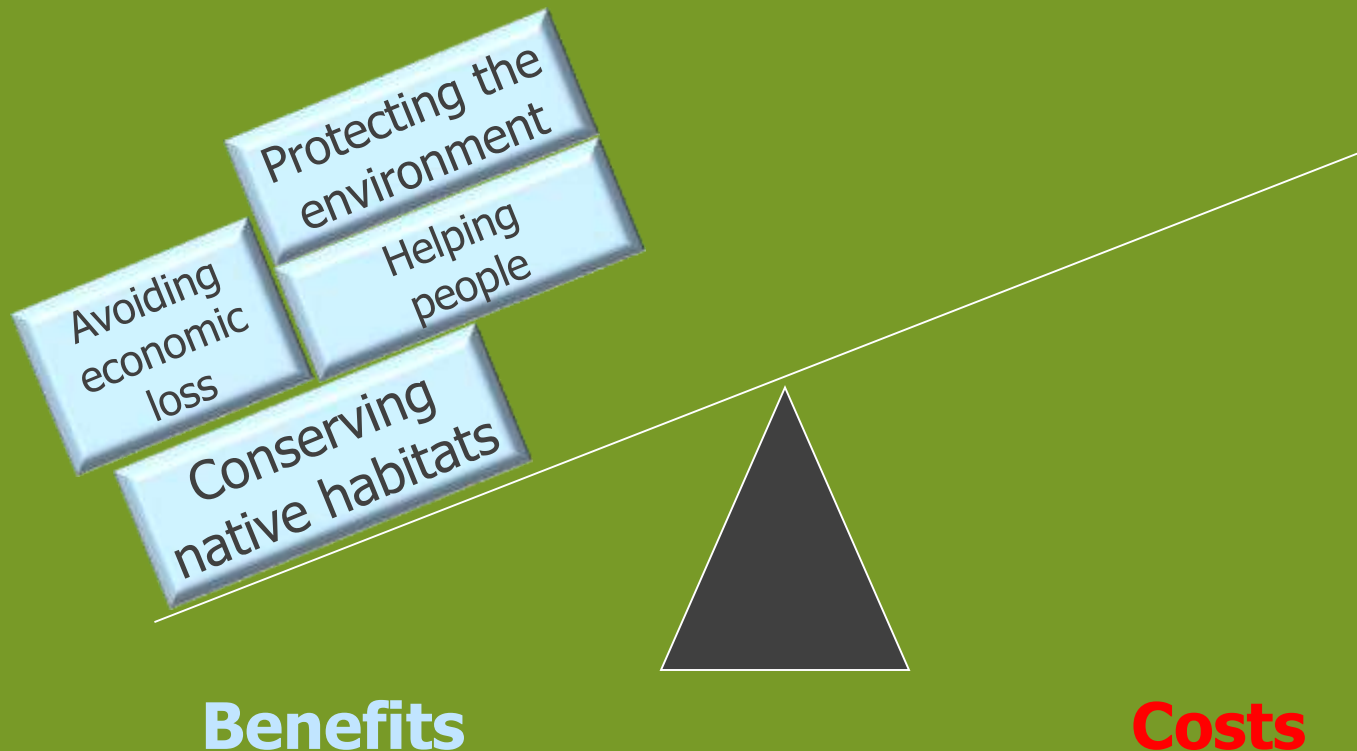 Protecting the
environment
Helping
people
Avoiding
economic
loss
Conserving
native habitats
Benefits
Costs